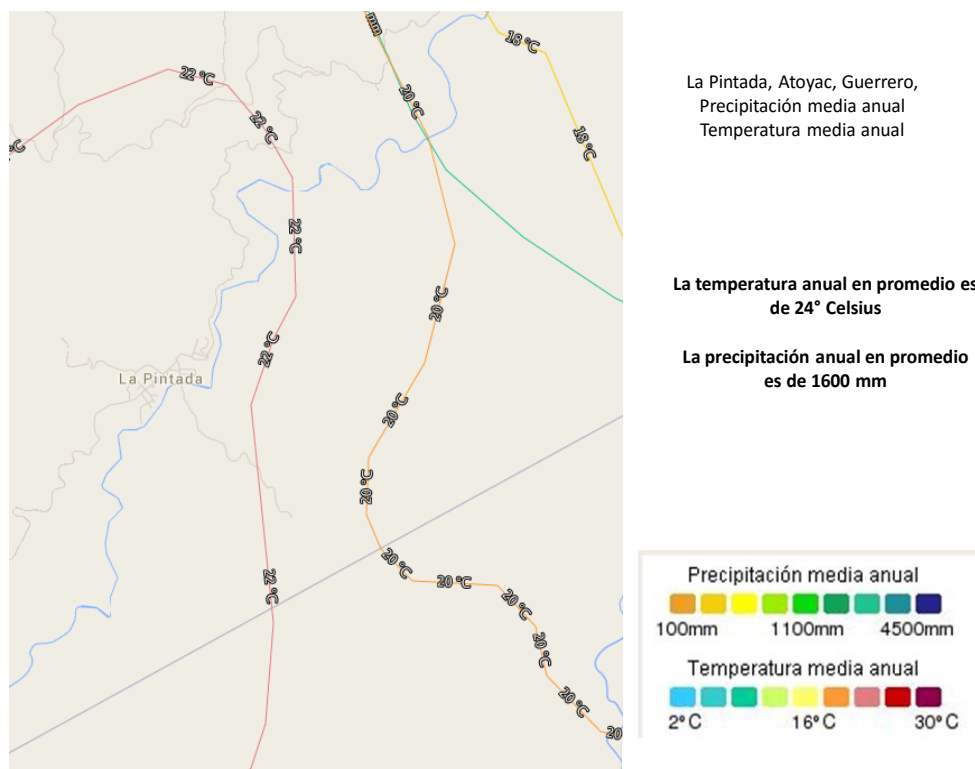 mm
18 °C
22 °C
20 °C
22 °C
°C
18 °C
22 °C
20 °C
22 °C
La Pintada
20 °C
20 °C
20 °C
20 °C
22 °C
20 °C
20 °C
20 °C
20
La Pintada, Atoyac, Guerrero,
Precipitación media anual
Temperatura media anual
La temperatura anual en promedio es
de 24° Celsius
La precipitación anual en promedio
es de 1600 mm
Precipitación media anual
100mm 1100mm 4500mm
Temperatura media anual
2°C 16°C 30°C